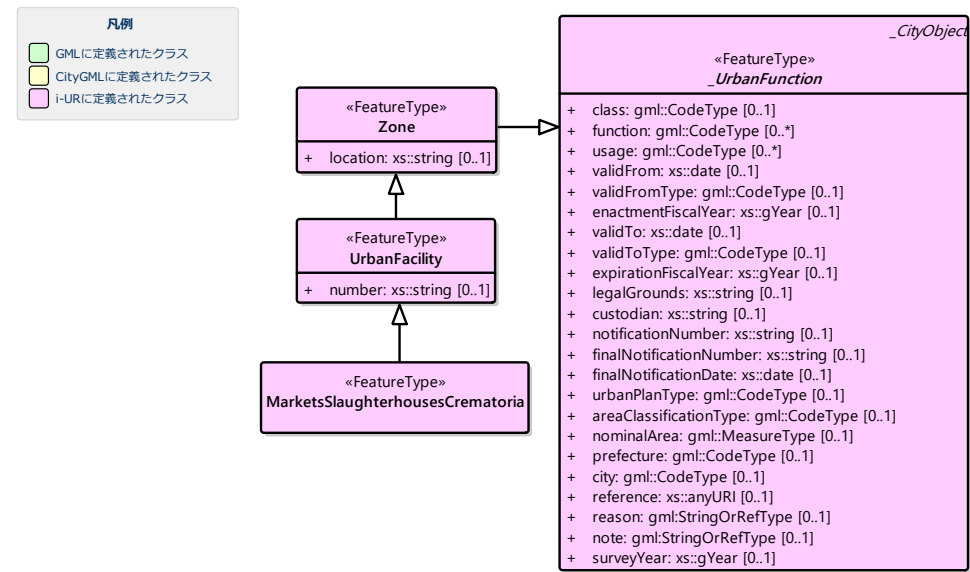 凡例
GMLに定義されたクラス
CityGMLに定義されたクラス
i-URに定義されたクラス
«FeatureType»
Zone
+ location: xs::string [0..1]
«FeatureType»
UrbanFacility
+ number: xs::string [0..1]
«FeatureType»
MarketsSlaughterhousesCrematoria
_CityObject
«FeatureType»
_UrbanFunction
+ class: gml::CodeType [0..1]
+ function: gml::CodeType [0..*]
+ usage: gml::CodeType [0..*]
+ validFrom: xs::date [0..1]
+ validFromType: gml::CodeType [0..1]
+ enactmentFiscalYear: xs::gYear [0..1]
+ validTo: xs::date [0..1]
+ validToType: gml::CodeType [0..1]
+ expirationFiscalYear: xs::gYear [0..1]
+ legalGrounds: xs::string [0..1]
+ custodian: xs::string [0..1]
+ notificationNumber: xs::string [0..1]
+ finalNotificationNumber: xs::string [0..1]
+ finalNotificationDate: xs::date [0..1]
+ urbanPlanType: gml::CodeType [0..1]
+ areaClassificationType: gml::CodeType [0..1]
+ nominalArea: gml::MeasureType [0..1]
+ prefecture: gml::CodeType [0..1]
+ city: gml::CodeType [0..1]
+ reference: xs::anyURI [0..1]
+ reason: gml:StringOrRefType [0..1]
+ note: gml:StringOrRefType [0..1]
+ surveyYear: xs::gYear [0..1]